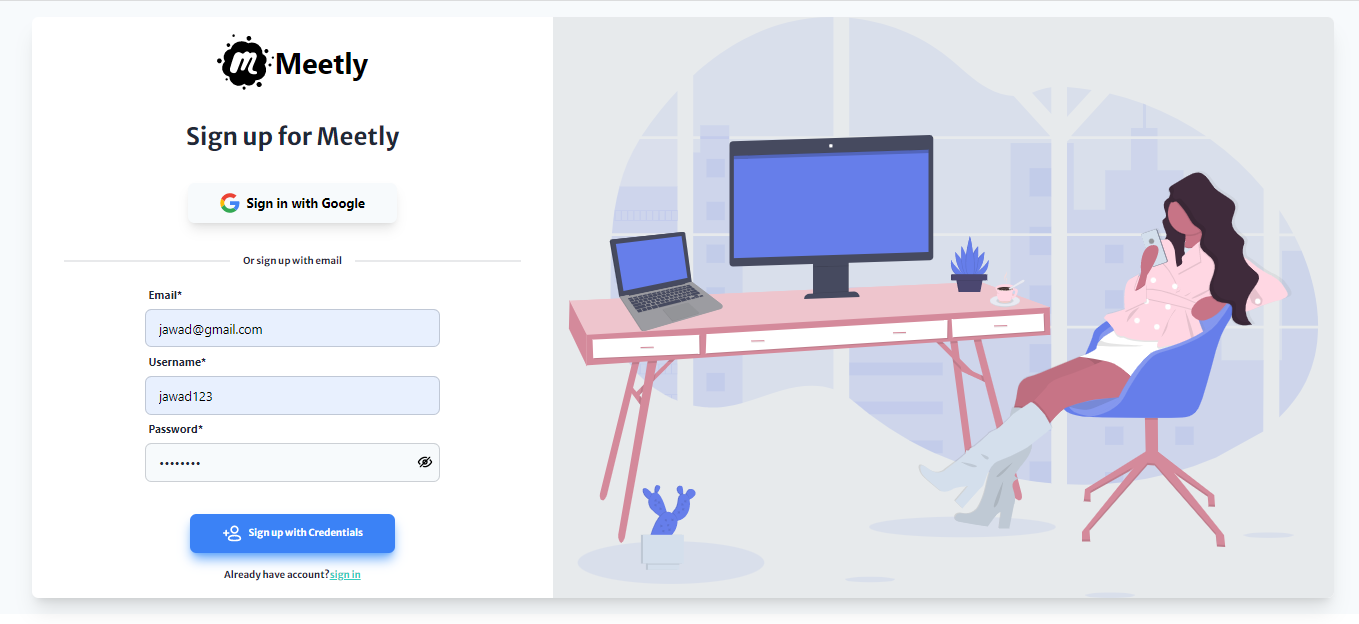 Meetly
Sign up for Meetly
Sign in with Google
Or sign up with email
Email*
jawad@gmail.com
Username*
jawad123
Password*
••••••••
Sign up with Credentials
Already have account?sign in